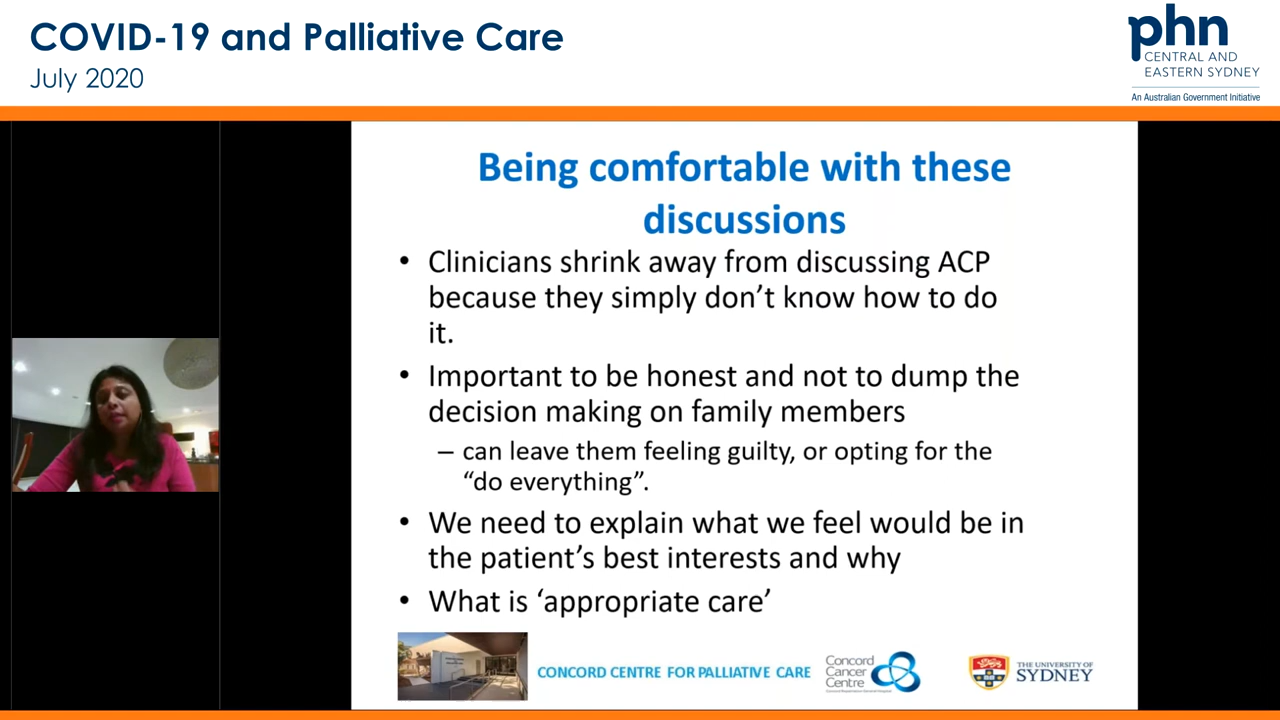 COVID-19 and Palliative Care
July 2020
phn
CENTRAL AND
EASTERN SYDNEY
An Australian Government Initiative
Being comfortable with these
discussions
• Clinicians shrink away from discussing ACP
because they simply don’t know how to do
it.
• Important to be honest and not to dump the
decision making on family members
– can leave them feeling guilty, or opting for the
“do everything”.
• We need to explain what we feel would be in
the patient’s best interests and why
• What is ‘appropriate care’
CONCORD CENTRE FOR PALLIATIVE CARE
Concord
Cancer
Centre
THE UNIVERSITY OF
SYDNEY